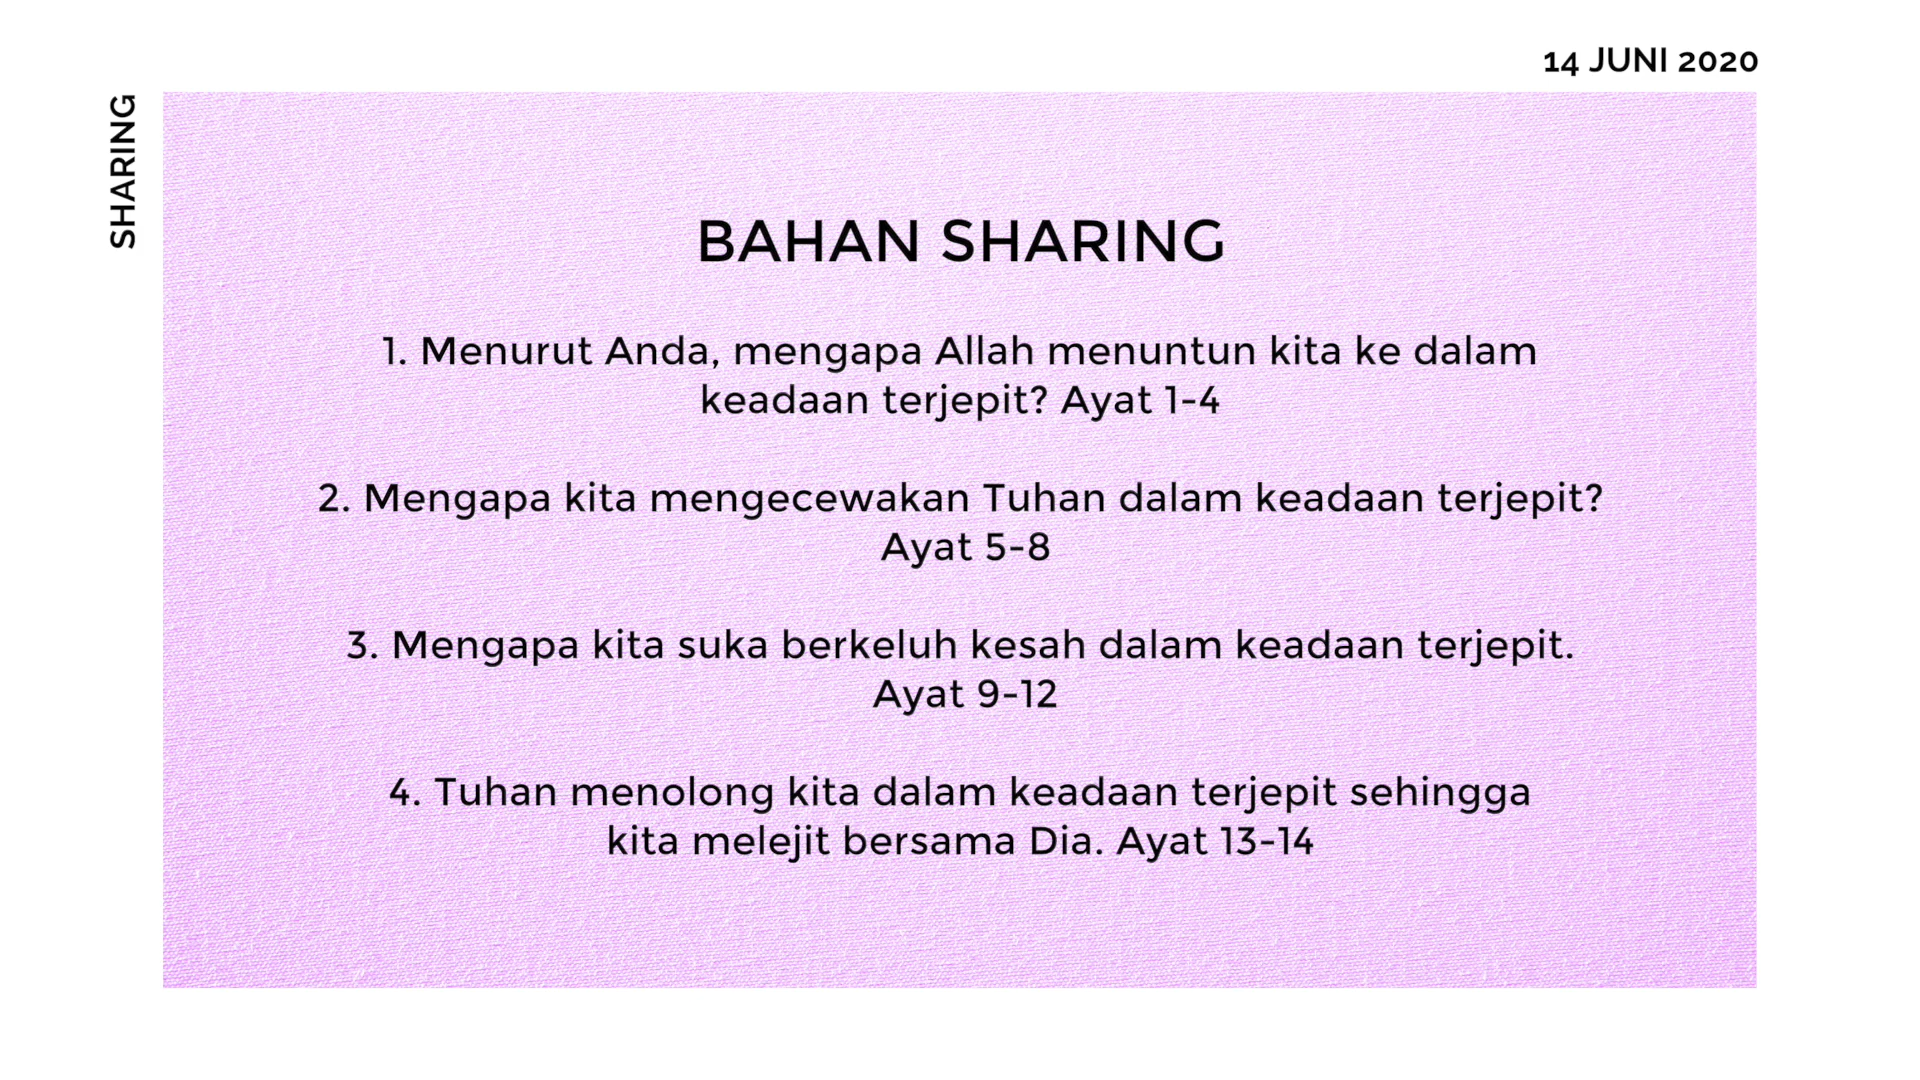 14 JUNI 2020
SHARING
BAHAN SHARING
1. Menurut Anda, mengapa Allah menuntun kita ke dalam
keadaan terjepit? Ayat 1-4
2. Mengapa kita mengecewakan Tuhan dalam keadaan terjepit?
Ayat 5-8
3. Mengapa kita suka berkeluh kesah dalam keadaan terjepit.
Ayat 9-12
4. Tuhan menolong kita dalam keadaan terjepit sehingga
kita melejit bersama Dia. Ayat 13-14